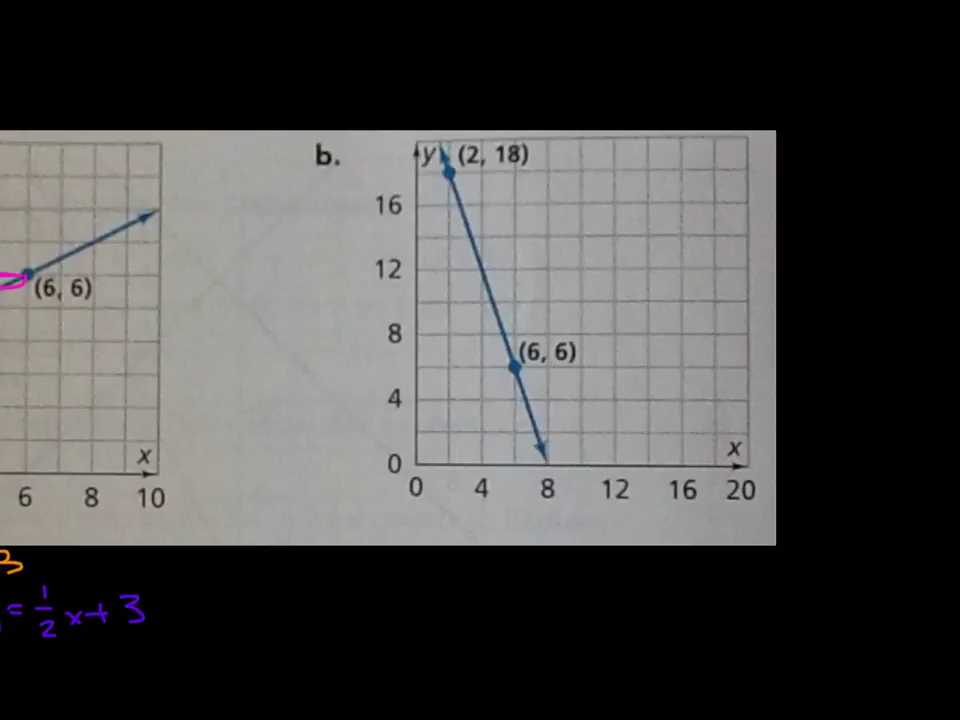 b.
y
(2, 18)
16
12
(6, 6)
8
(6, 6)
4
x
x
0
6 8 10
0 4 8 12 16 20
3
= 1/2 x + 3